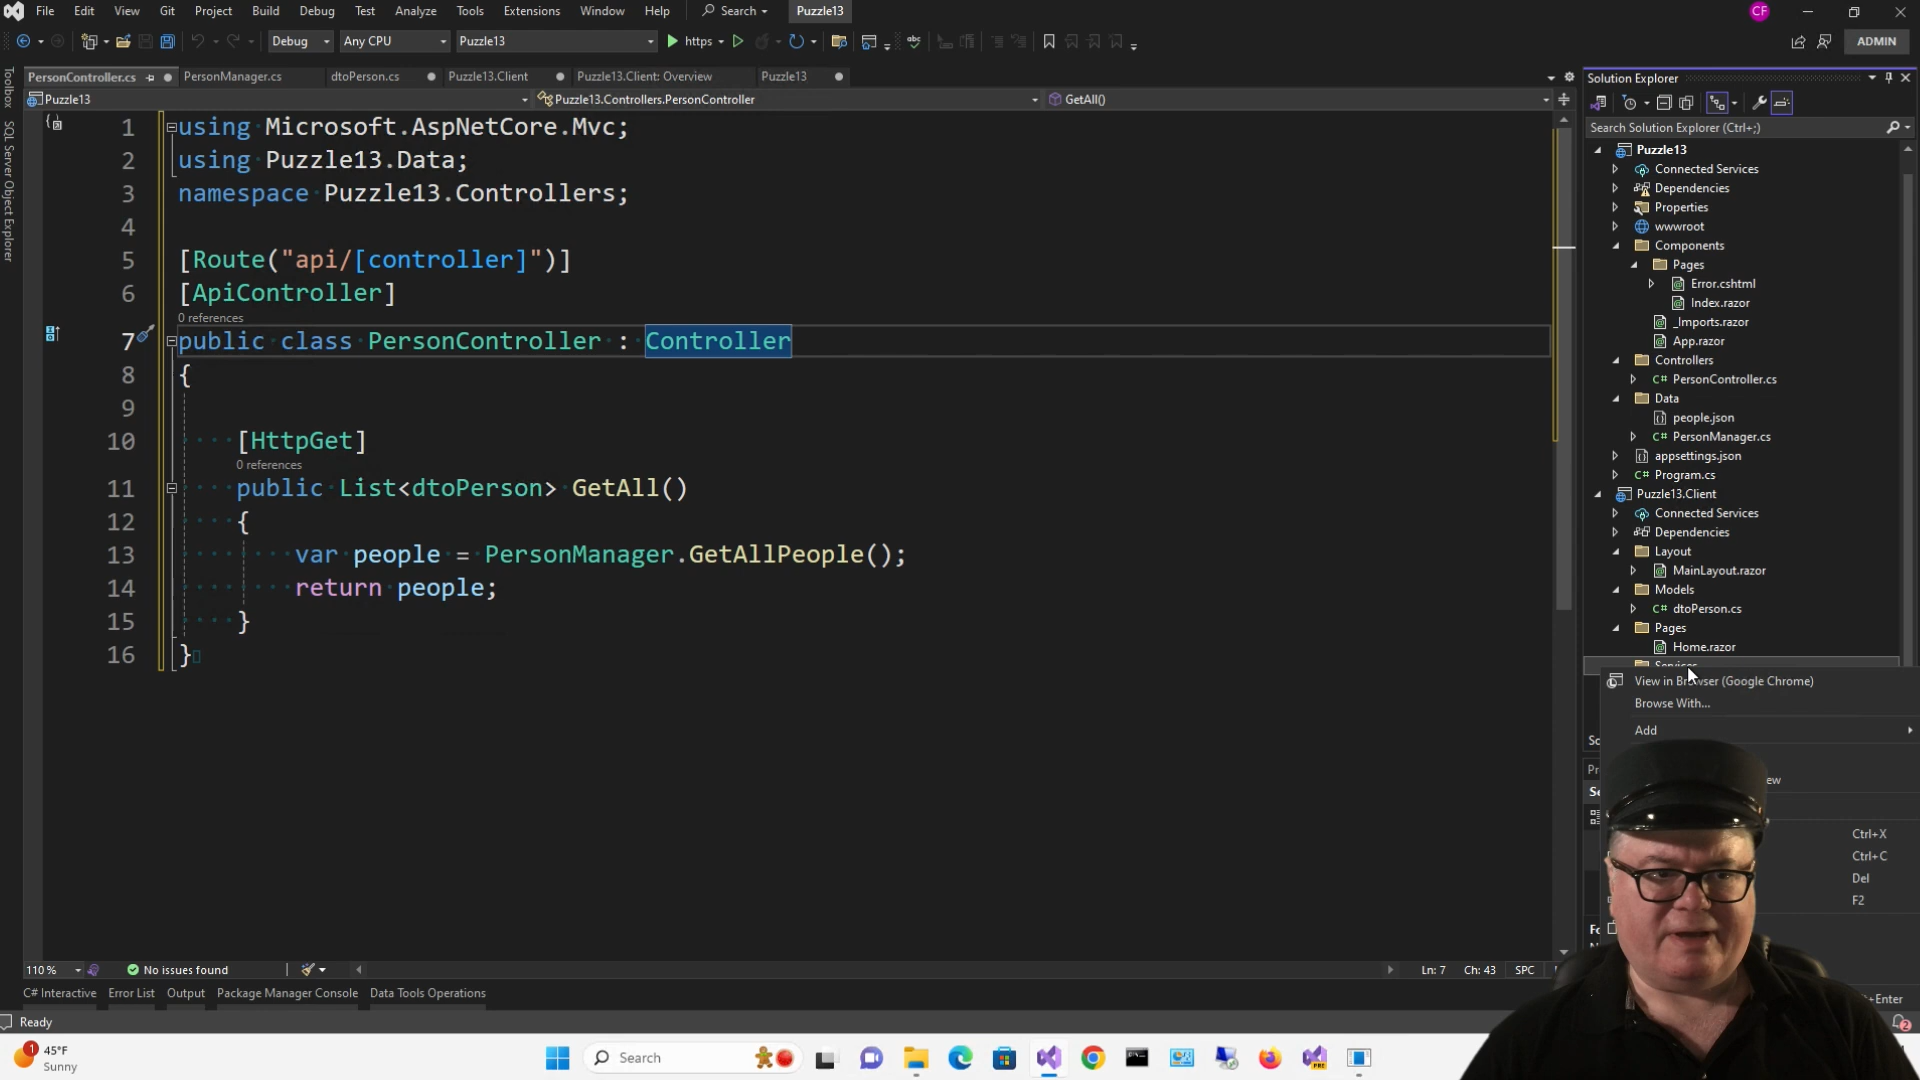 File Edit View Git Project Build Debug Test Analyze Tools Extensions Window Help Search Puzzle13 CF
Debug Any CPU Puzzle13 https ADMIN
PersonController.cs PersonManager.cs dtoPerson.cs Puzzle13.Client Puzzle13.Client: Overview Puzzle13
Puzzle13 Puzzle13.Controllers.PersonController GetAll()
Toolbox
SQL Server Object Explorer
1 using Microsoft.AspNetCore.Mvc;
2 using Puzzle13.Data;
3 namespace Puzzle13.Controllers;
4
5 [Route("api/[controller]")]
6 [ApiController]
0 references
7 public class PersonController : Controller
8 {
9
10 [HttpGet]
0 references
11 public List<dtoPerson> GetAll()
12 {
13 var people = PersonManager.GetAllPeople();
14 return people;
15 }
16 }
Solution Explorer
Search Solution Explorer (Ctrl+;)
Puzzle13
Connected Services
Dependencies
Properties
wwwroot
Components
Pages
Error.cshtml
Index.razor
_Imports.razor
App.razor
Controllers
C# PersonController.cs
Data
people.json
C# PersonManager.cs
appsettings.json
C# Program.cs
Puzzle13.Client
Connected Services
Dependencies
Layout
MainLayout.razor
Models
C# dtoPerson.cs
Pages
Home.razor
Services
View in Browser (Google Chrome)
Browse With...
Add
Ctrl+X
Ctrl+C
Del
F2
110 % No issues found Ln: 7 Ch: 43 SPC
C# Interactive Error List Output Package Manager Console Data Tools Operations
Ready
1 45°F
Sunny
Search